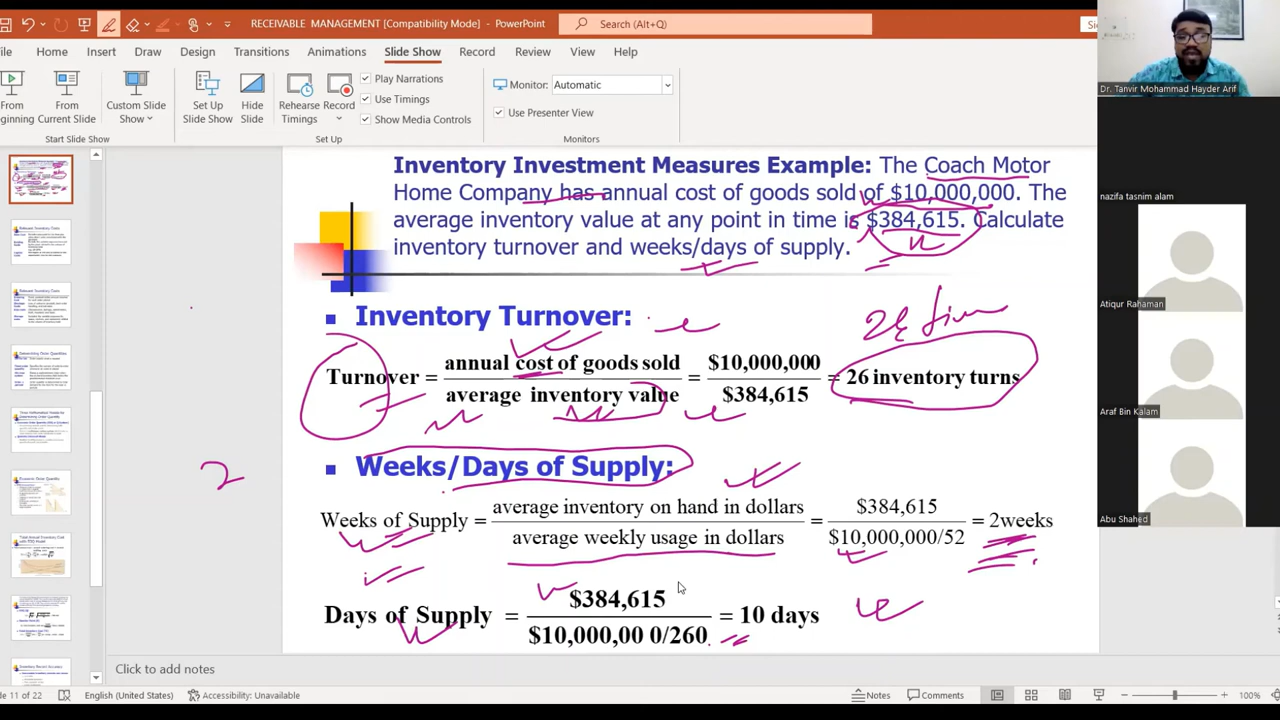 RECEIVABLE MANAGEMENT [Compatibility Mode] - PowerPoint
Search (Alt+Q)
Home Insert Draw Design Transitions Animations Slide Show Record Review View Help
From Current Slide
Custom Slide Show
Set Up Slide Show
Hide Slide
Rehearse Timings
Record
Play Narrations
Use Timings
Show Media Controls
Monitor: Automatic
Use Presenter View
Start Slide Show
Set Up
Monitors
Dr. Tanvir Mohammad Hayder Arif
nazifa tasnim alam
Atiqur Rahaman
Araf Bin Kalam
Abu Shahed
Inventory Investment Measures Example: The Coach Motor
Home Company has annual cost of goods sold of $10,000,000. The
average inventory value at any point in time is $384,615. Calculate
inventory turnover and weeks/days of supply.
Inventory Turnover:
Turnover = annual cost of goods sold / average inventory value = $10,000,000 / $384,615 = 26 inventory turns
Weeks/Days of Supply:
2
Weeks of Supply = average inventory on hand in dollars / average weekly usage in dollars = $384,615 / $10,000,000/52 = 2weeks
Days of Supply = $384,615 / $10,000,00 0/260 = 10 days
Click to add notes
11 of 22
English (United States)
Accessibility: Unavailable
Notes
Comments
100%